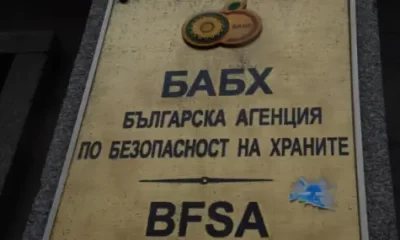 БАБХ
БЪЛГАРСКА АГЕНЦИЯ
ПО БЕЗОПАСНОСТ НА ХРАНИТЕ
BFSA